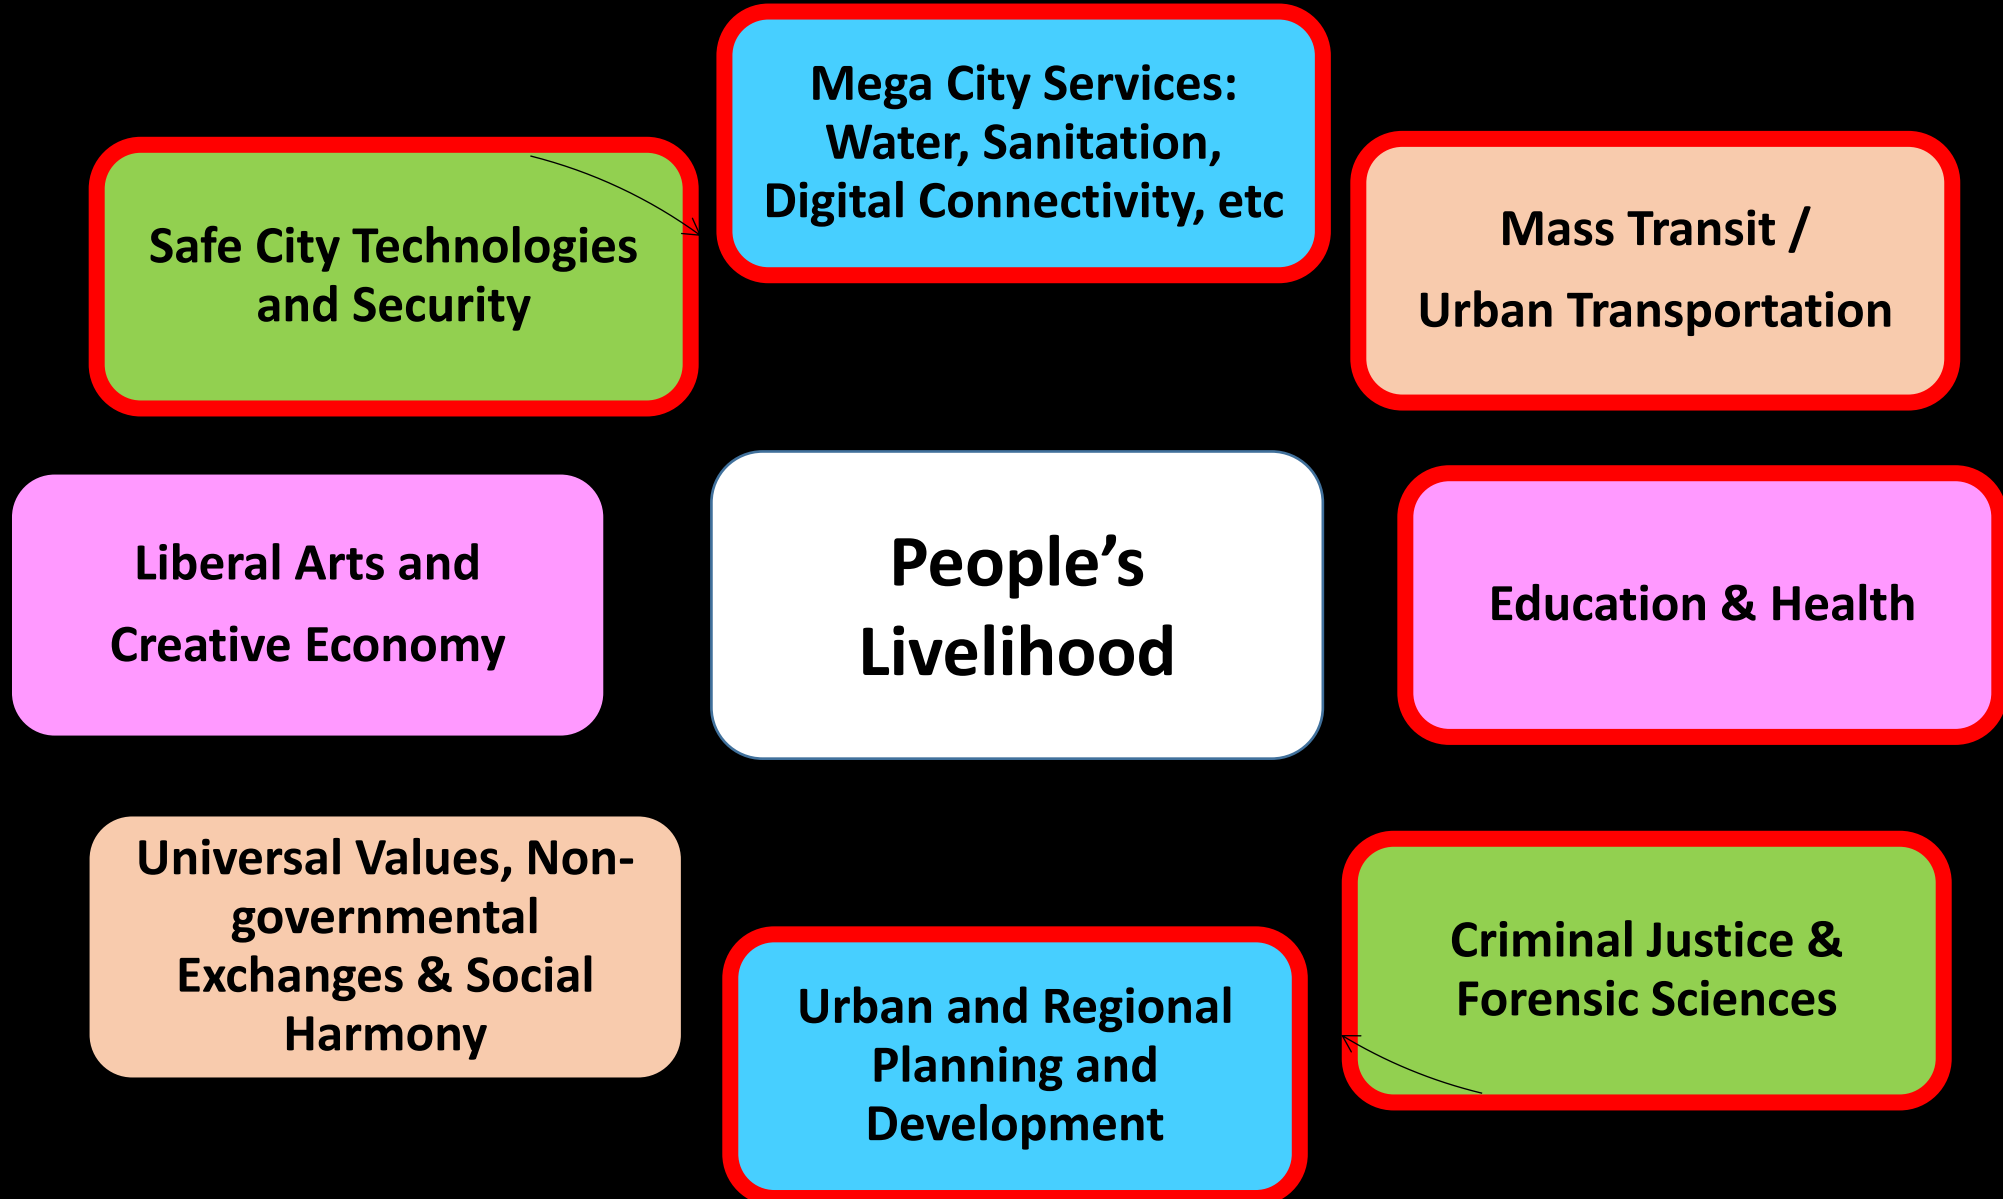 Mega City Services:
Water, Sanitation,
Digital Connectivity, etc
Safe City Technologies
and Security
Mass Transit /
Urban Transportation
Liberal Arts and
Creative Economy
People’s
Livelihood
Education & Health
Universal Values, Non-
governmental
Exchanges & Social
Harmony
Urban and Regional
Planning and
Development
Criminal Justice &
Forensic Sciences